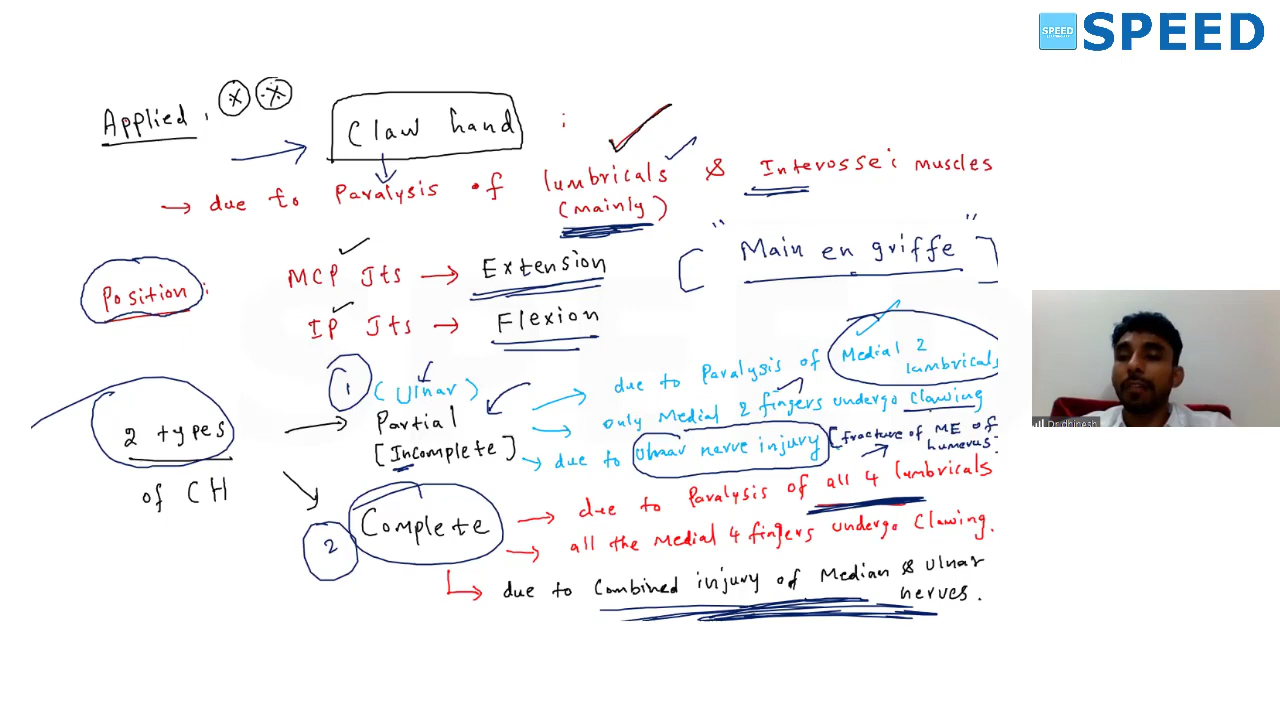 SPEED
SPEED
Applied :
Claw hand :
→ due to Paralysis of lumbricals & Interossei muscles
(mainly)
["Main en griffe"]
Position :
MCP Jts → Extension
IP Jts → Flexion
2 types
of CH
1
(Ulnar)
Partial
[Incomplete]
→ due to Paralysis of Medial 2
lumbricals
→ only Medial 2 fingers undergo clawing
→ due to Ulnar nerve injury [fracture of ME of
humerus.]
2
Complete
→ due to Paralysis of all 4 lumbricals
→ all the Medial 4 fingers undergo Clawing.
→ due to Combined injury of Median & Ulnar
nerves.